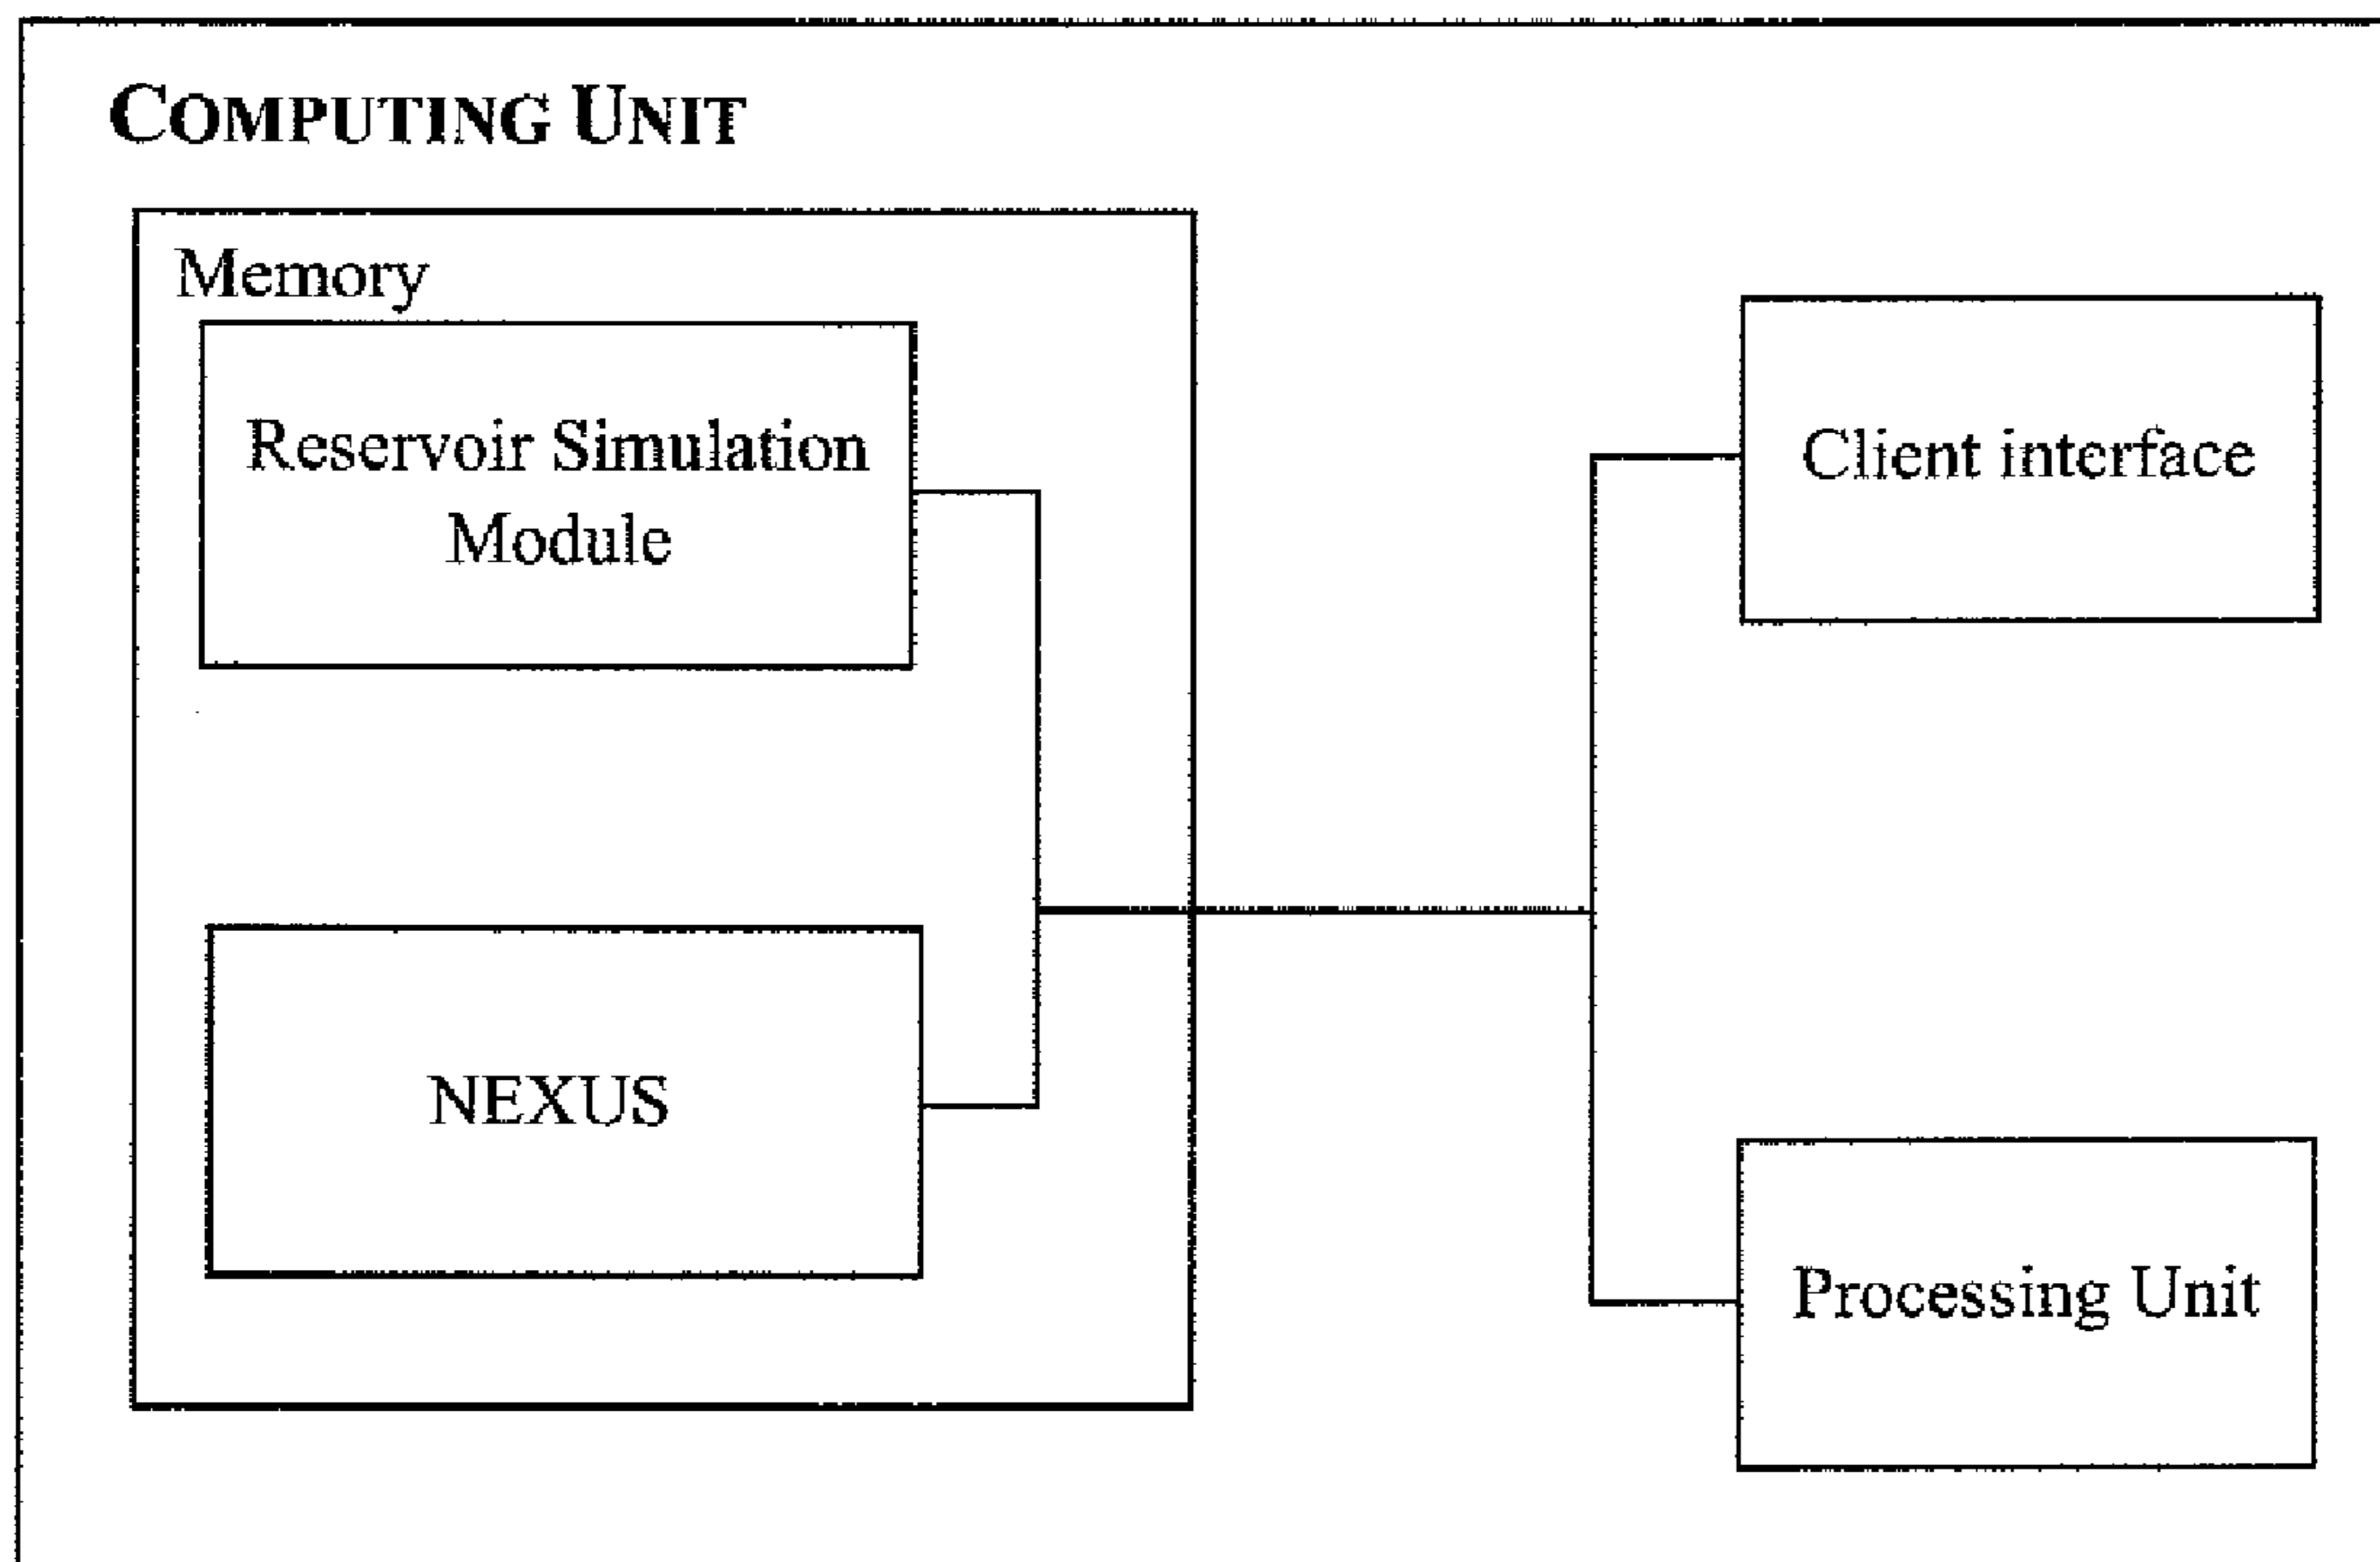 COMPUTING UNIT
Memory
Reservoir Simulation
Module
Client interface
NEXUS
Processing Unit